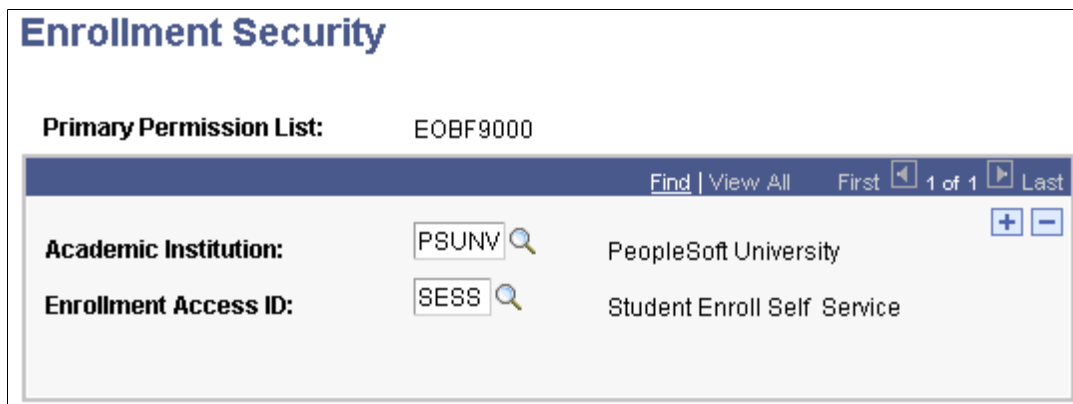 Enrollment Security
Primary Permission List: EOBF9000
Find | View All First 1 of 1 Last
Academic Institution: PSUNV PeopleSoft University
Enrollment Access ID: SESS Student Enroll Self Service